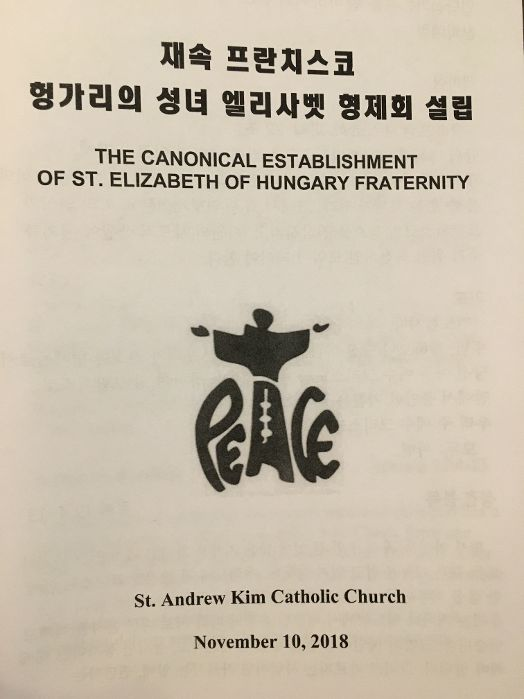 재속 프란치스코
헝가리의 성녀 엘리사벳 형제회 설립
THE CANONICAL ESTABLISHMENT
OF ST. ELIZABETH OF HUNGARY FRATERNITY
PEACE
St. Andrew Kim Catholic Church
November 10, 2018